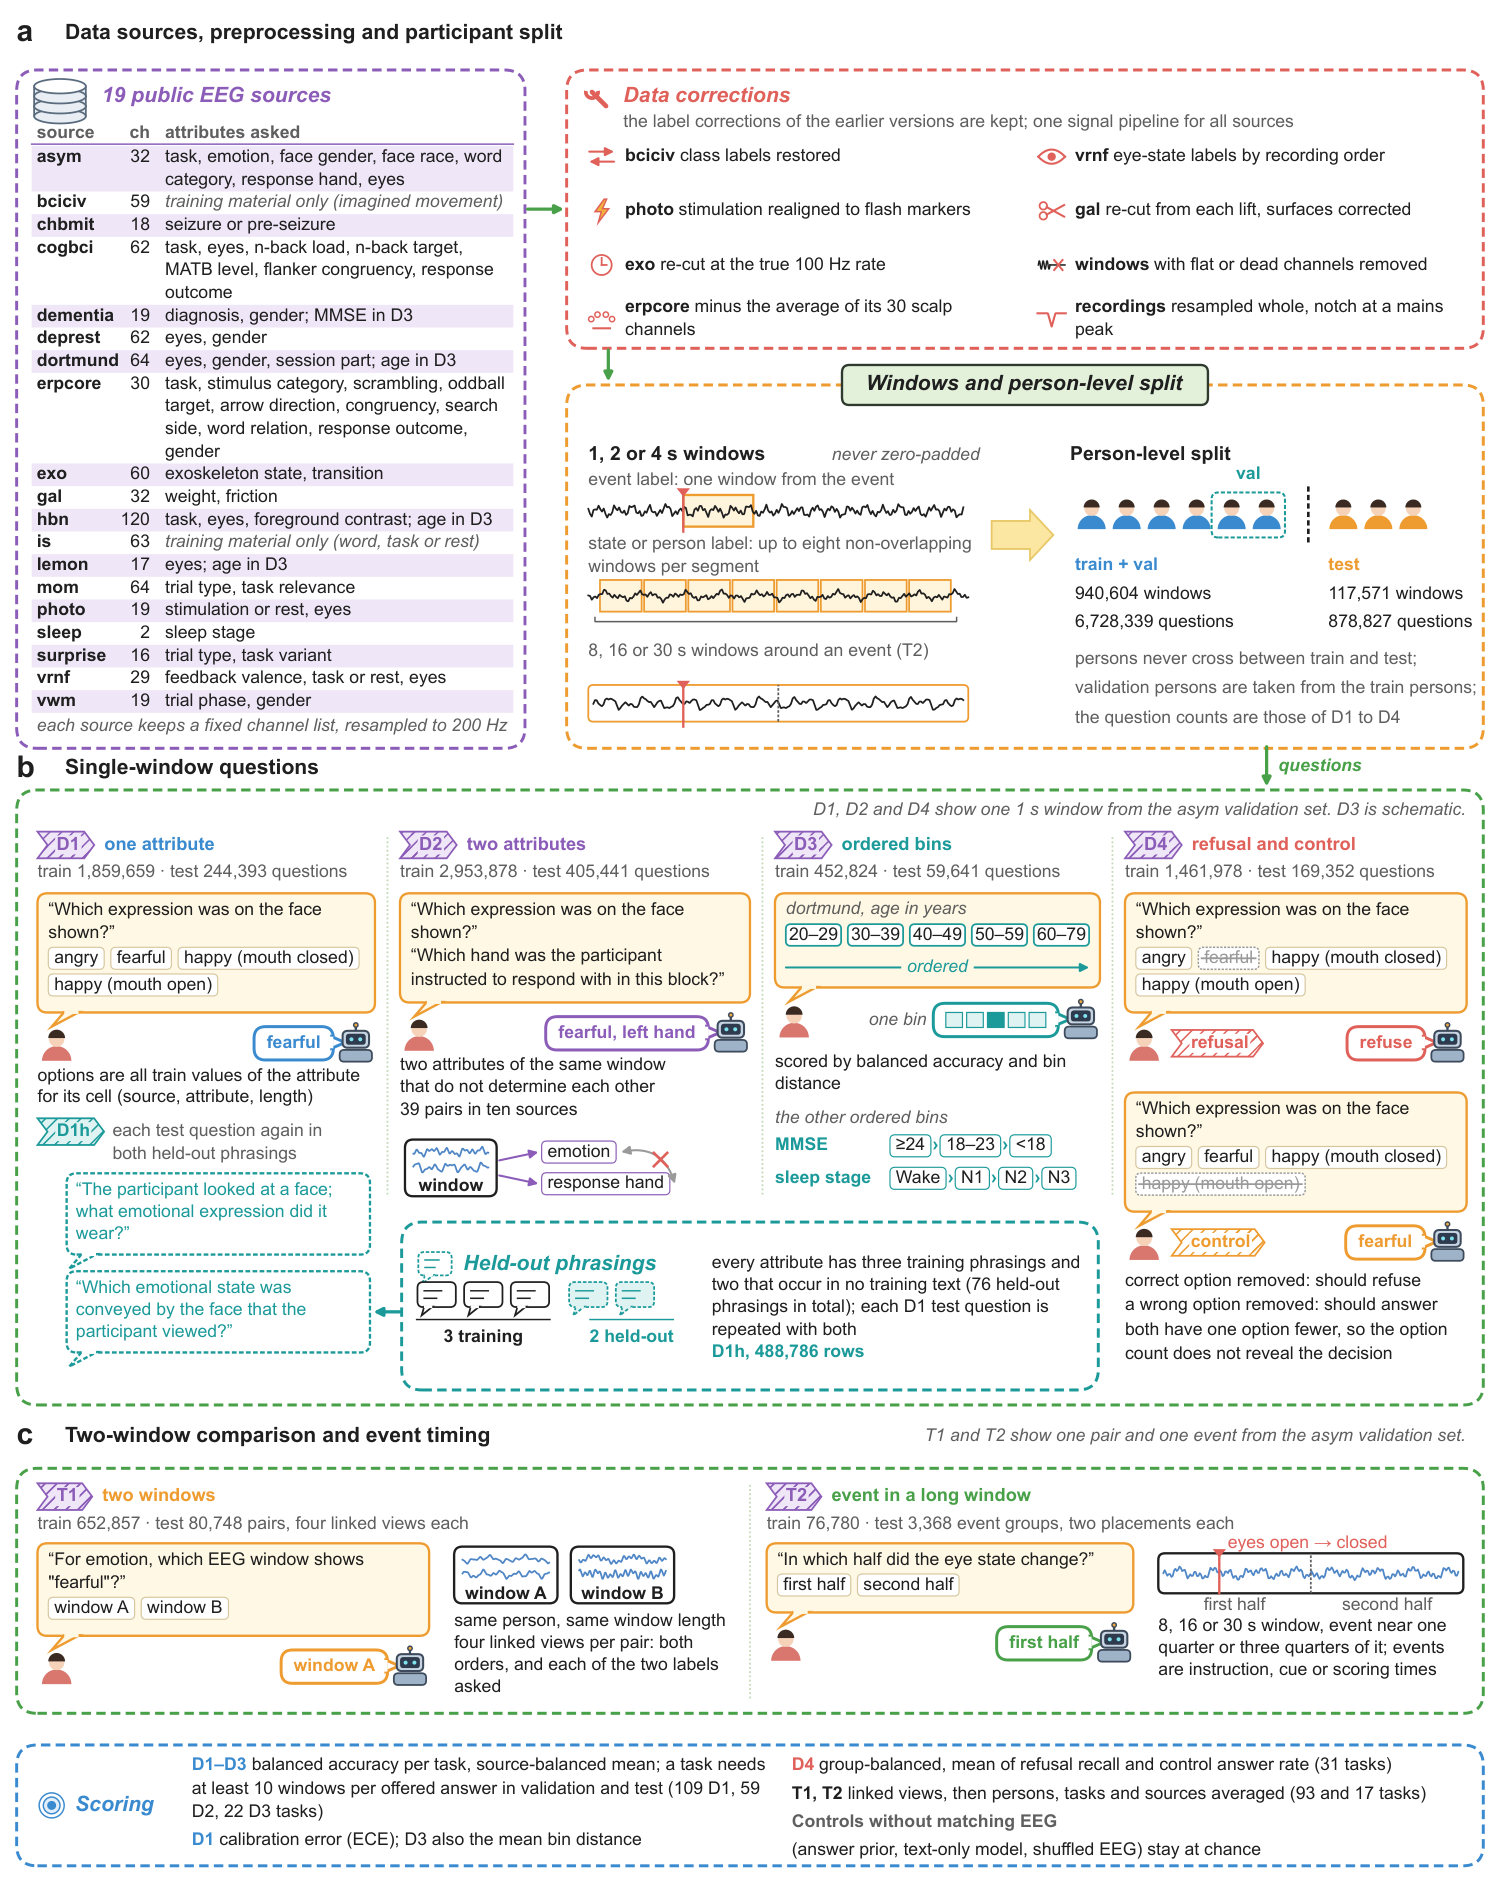 a Data sources, preprocessing and participant split
19 public EEG sources
source ch attributes asked
asym 32 task, emotion, face gender, face race, word
category, response hand, eyes
bciciv 59 training material only (imagined movement)
chbmit 18 seizure or pre-seizure
cogbci 62 task, eyes, n-back load, n-back target,
MATB level, flanker congruency, response
outcome
dementia 19 diagnosis, gender; MMSE in D3
deprest 62 eyes, gender
dortmund 64 eyes, gender, session part; age in D3
erpcore 30 task, stimulus category, scrambling, oddball
target, arrow direction, congruency, search
side, word relation, response outcome,
gender
exo 60 exoskeleton state, transition
gal 32 weight, friction
hbn 120 task, eyes, foreground contrast; age in D3
is 63 training material only (word, task or rest)
lemon 17 eyes; age in D3
mom 64 trial type, task relevance
photo 19 stimulation or rest, eyes
sleep 2 sleep stage
surprise 16 trial type, task variant
vrnf 29 feedback valence, task or rest, eyes
vwm 19 trial phase, gender
each source keeps a fixed channel list, resampled to 200 Hz
Data corrections
the label corrections of the earlier versions are kept; one signal pipeline for all sources
bciciv class labels restored
vrnf eye-state labels by recording order
photo stimulation realigned to flash markers
gal re-cut from each lift, surfaces corrected
exo re-cut at the true 100 Hz rate
windows with flat or dead channels removed
erpcore minus the average of its 30 scalp
channels
recordings resampled whole, notch at a mains
peak
Windows and person-level split
1, 2 or 4 s windows never zero-padded
event label: one window from the event
state or person label: up to eight non-overlapping
windows per segment
8, 16 or 30 s windows around an event (T2)
Person-level split
val
train + val test
940,604 windows 117,571 windows
6,728,339 questions 878,827 questions
persons never cross between train and test;
validation persons are taken from the train persons;
the question counts are those of D1 to D4
questions
b Single-window questions
D1, D2 and D4 show one 1 s window from the asym validation set. D3 is schematic.
D1 one attribute
train 1,859,659 · test 244,393 questions
“Which expression was on the face
shown?”
angry fearful happy (mouth closed)
happy (mouth open)
fearful
options are all train values of the attribute
for its cell (source, attribute, length)
D1h each test question again in
both held-out phrasings
“The participant looked at a face;
what emotional expression did it
wear?”
“Which emotional state was
conveyed by the face that the
participant viewed?”
D2 two attributes
train 2,953,878 · test 405,441 questions
“Which expression was on the face
shown?”
“Which hand was the participant
instructed to respond with in this block?”
fearful, left hand
two attributes of the same window
that do not determine each other
39 pairs in ten sources
window
emotion
response hand
D3 ordered bins
train 452,824 · test 59,641 questions
dortmund, age in years
20–29 30–39 40–49 50–59 60–79
ordered
one bin
scored by balanced accuracy and bin
distance
the other ordered bins
MMSE ≥24 › 18–23 › <18
sleep stage Wake › N1 › N2 › N3
D4 refusal and control
train 1,461,978 · test 169,352 questions
“Which expression was on the face
shown?”
angry fearful happy (mouth closed)
happy (mouth open)
refusal refuse
“Which expression was on the face
shown?”
angry fearful happy (mouth closed)
happy (mouth open)
control fearful
correct option removed: should refuse
a wrong option removed: should answer
both have one option fewer, so the option
count does not reveal the decision
Held-out phrasings
3 training 2 held-out
every attribute has three training phrasings and
two that occur in no training text (76 held-out
phrasings in total); each D1 test question is
repeated with both
D1h, 488,786 rows
c Two-window comparison and event timing
T1 and T2 show one pair and one event from the asym validation set.
T1 two windows
train 652,857 · test 80,748 pairs, four linked views each
“For emotion, which EEG window shows
"fearful"?”
window A window B
window A
window A window B
same person, same window length
four linked views per pair: both
orders, and each of the two labels
asked
T2 event in a long window
train 76,780 · test 3,368 event groups, two placements each
“In which half did the eye state change?”
first half second half
first half
eyes open → closed
first half second half
8, 16 or 30 s window, event near one
quarter or three quarters of it; events
are instruction, cue or scoring times
Scoring
D1–D3 balanced accuracy per task, source-balanced mean; a task needs
at least 10 windows per offered answer in validation and test (109 D1, 59
D2, 22 D3 tasks)
D1 calibration error (ECE); D3 also the mean bin distance
D4 group-balanced, mean of refusal recall and control answer rate (31 tasks)
T1, T2 linked views, then persons, tasks and sources averaged (93 and 17 tasks)
Controls without matching EEG
(answer prior, text-only model, shuffled EEG) stay at chance